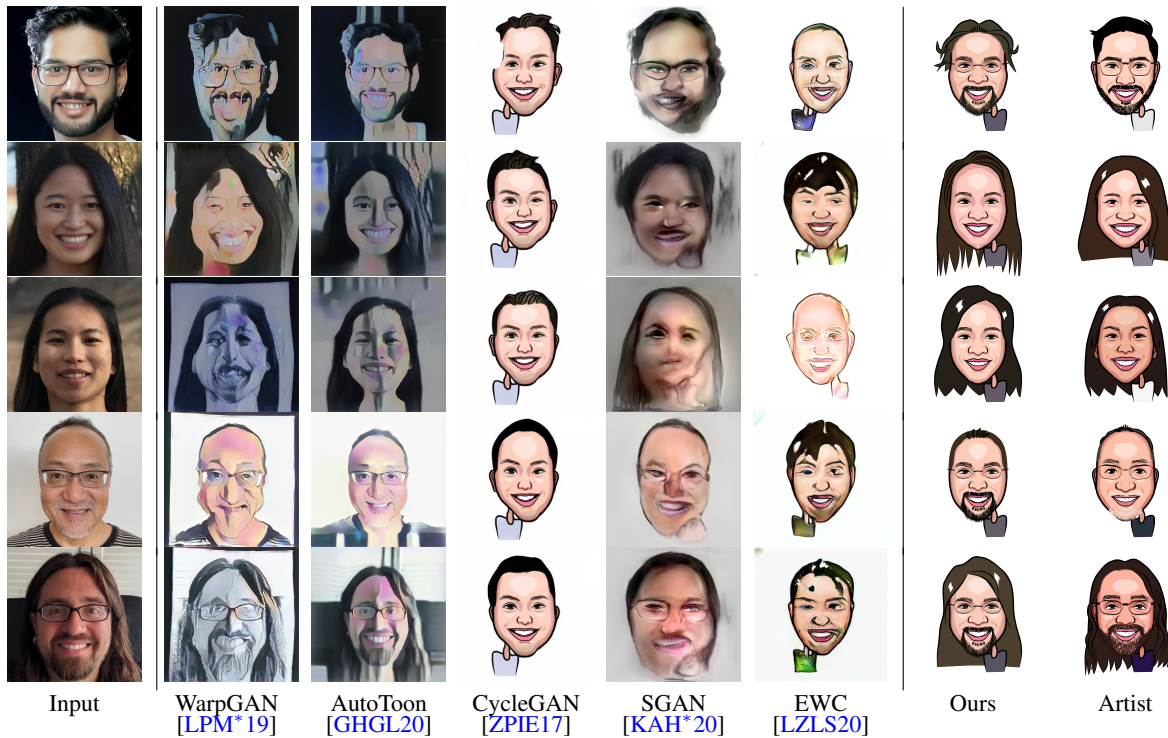 Input WarpGAN AutoToon CycleGAN SGAN EWC Ours Artist
[LPM*19] [GHGL20] [ZPIE17] [KAH*20] [LZLS20]